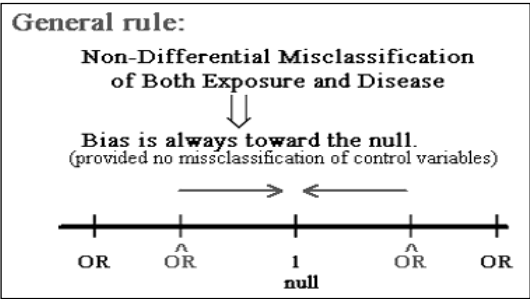 General rule:
Non-Differential Misclassification
of Both Exposure and Disease
Bias is always toward the null.
(provided no missclassification of control variables)
OR ÔR 1 ÔR OR
null